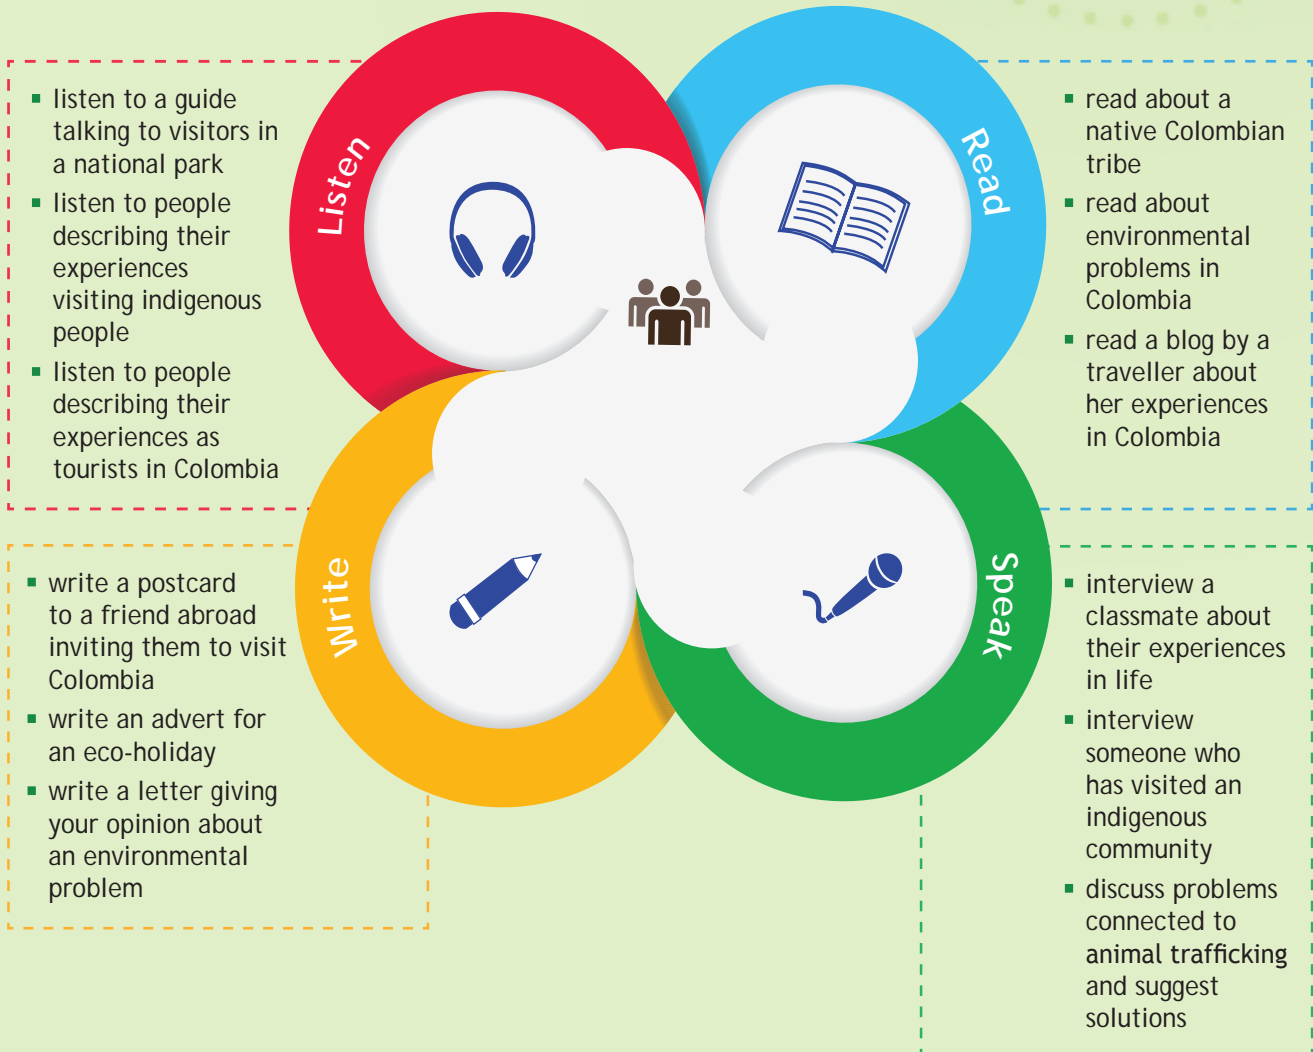 Listen
▪ listen to a guide
talking to visitors in
a national park
▪ listen to people
describing their
experiences
visiting indigenous
people
▪ listen to people
describing their
experiences as
tourists in Colombia
Read
▪ read about a
native Colombian
tribe
▪ read about
environmental
problems in
Colombia
▪ read a blog by a
traveller about
her experiences
in Colombia
Write
▪ write a postcard
to a friend abroad
inviting them to visit
Colombia
▪ write an advert for
an eco-holiday
▪ write a letter giving
your opinion about
an environmental
problem
Speak
▪ interview a
classmate about
their experiences
in life
▪ interview
someone who
has visited an
indigenous
community
▪ discuss problems
connected to
animal trafficking
and suggest
solutions